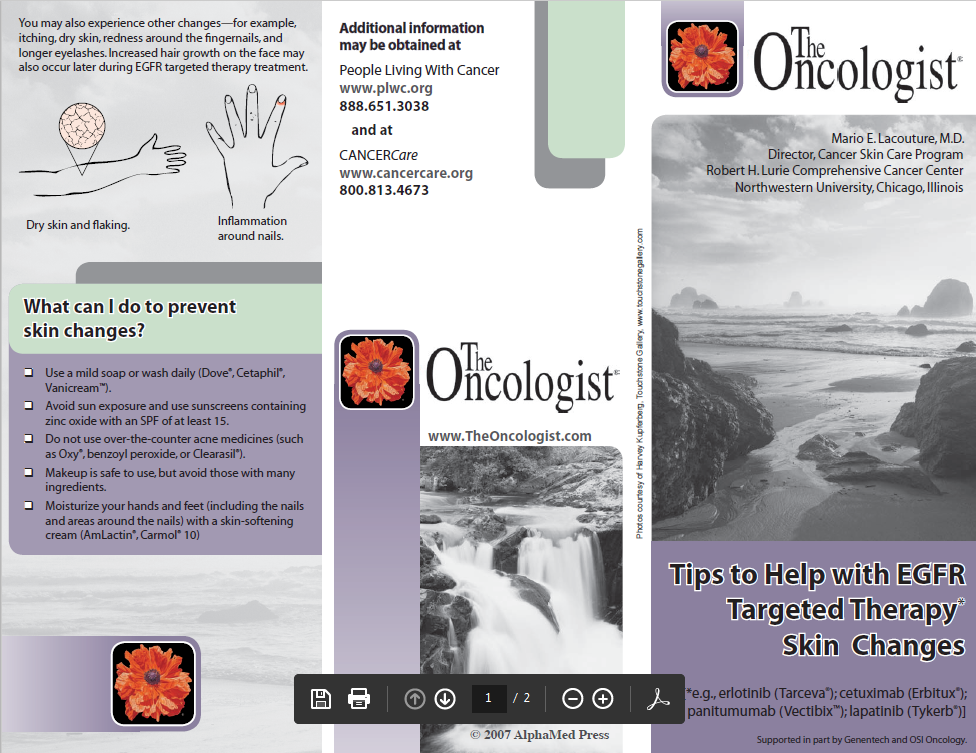 You may also experience other changes—for example,
itching, dry skin, redness around the fingernails, and
longer eyelashes. Increased hair growth on the face may
also occur later during EGFR targeted therapy treatment.
Dry skin and flaking.
Inflammation
around nails.
What can I do to prevent
skin changes?
❑ Use a mild soap or wash daily (Dove®, Cetaphil®,
Vanicream™).
❑ Avoid sun exposure and use sunscreens containing
zinc oxide with an SPF of at least 15.
❑ Do not use over-the-counter acne medicines (such
as Oxy®, benzoyl peroxide, or Clearasil®).
❑ Makeup is safe to use, but avoid those with many
ingredients.
❑ Moisturize your hands and feet (including the nails
and areas around the nails) with a skin-softening
cream (AmLactin®, Carmol® 10)
Additional information
may be obtained at
People Living With Cancer
www.plwc.org
888.651.3038
and at
CANCERCare
www.cancercare.org
800.813.4673
The
Oncologist®
www.TheOncologist.com
1 / 2
© 2007 AlphaMed Press
Photos courtesy of Harvey Kupferberg, Touchstone Gallery, www.touchstonegallery.com
The
Oncologist®
Mario E. Lacouture, M.D.
Director, Cancer Skin Care Program
Robert H. Lurie Comprehensive Cancer Center
Northwestern University, Chicago, Illinois
Tips to Help with EGFR
Targeted Therapy*
Skin Changes
*e.g., erlotinib (Tarceva®); cetuximab (Erbitux®);
panitumumab (Vectibix™); lapatinib (Tykerb®)]
Supported in part by Genentech and OSI Oncology.